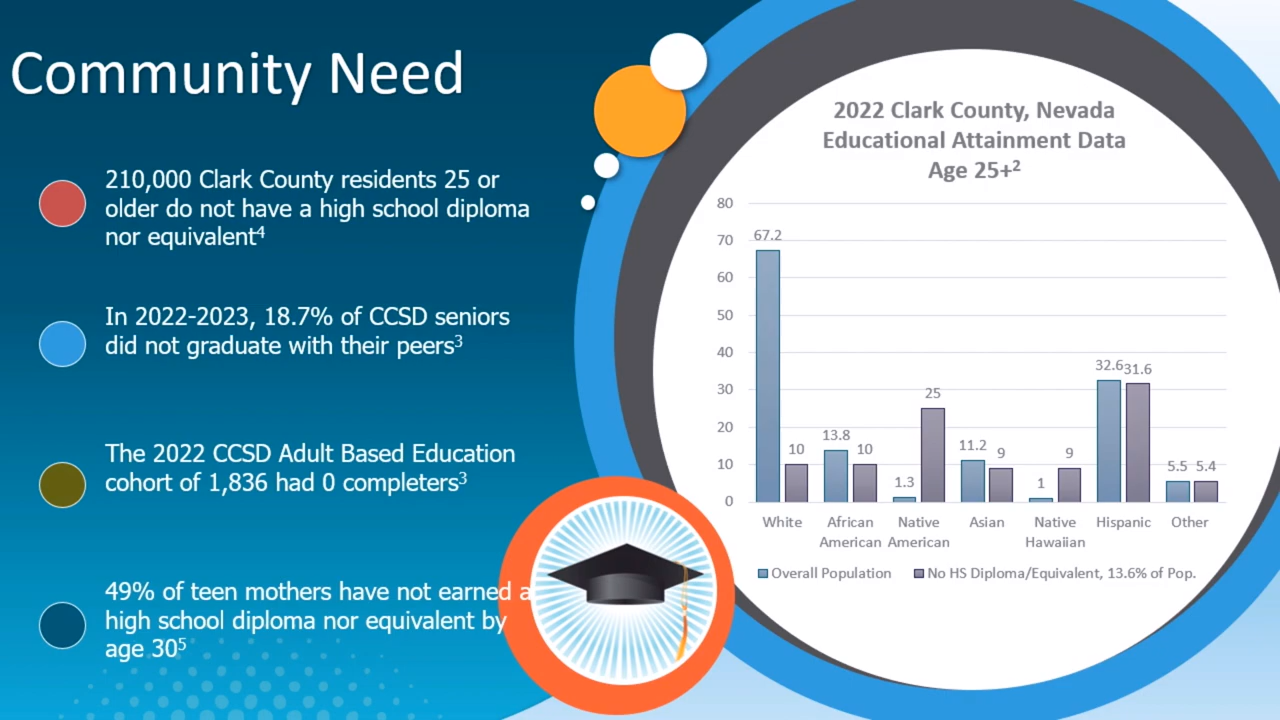 Community Need
210,000 Clark County residents 25 or
older do not have a high school diploma
nor equivalent⁴
In 2022-2023, 18.7% of CCSD seniors
did not graduate with their peers³
The 2022 CCSD Adult Based Education
cohort of 1,836 had 0 completers³
49% of teen mothers have not earned a
high school diploma nor equivalent by
age 30⁵
2022 Clark County, Nevada
Educational Attainment Data
Age 25+²
80
70
60
50
40
30
20
10
0
67.2
10
13.8
10
1.3
25
11.2
9
1
9
32.6
31.6
5.5
5.4
White
African
American
Native
American
Asian
Native
Hawaiian
Hispanic
Other
Overall Population
No HS Diploma/Equivalent, 13.6% of Pop.